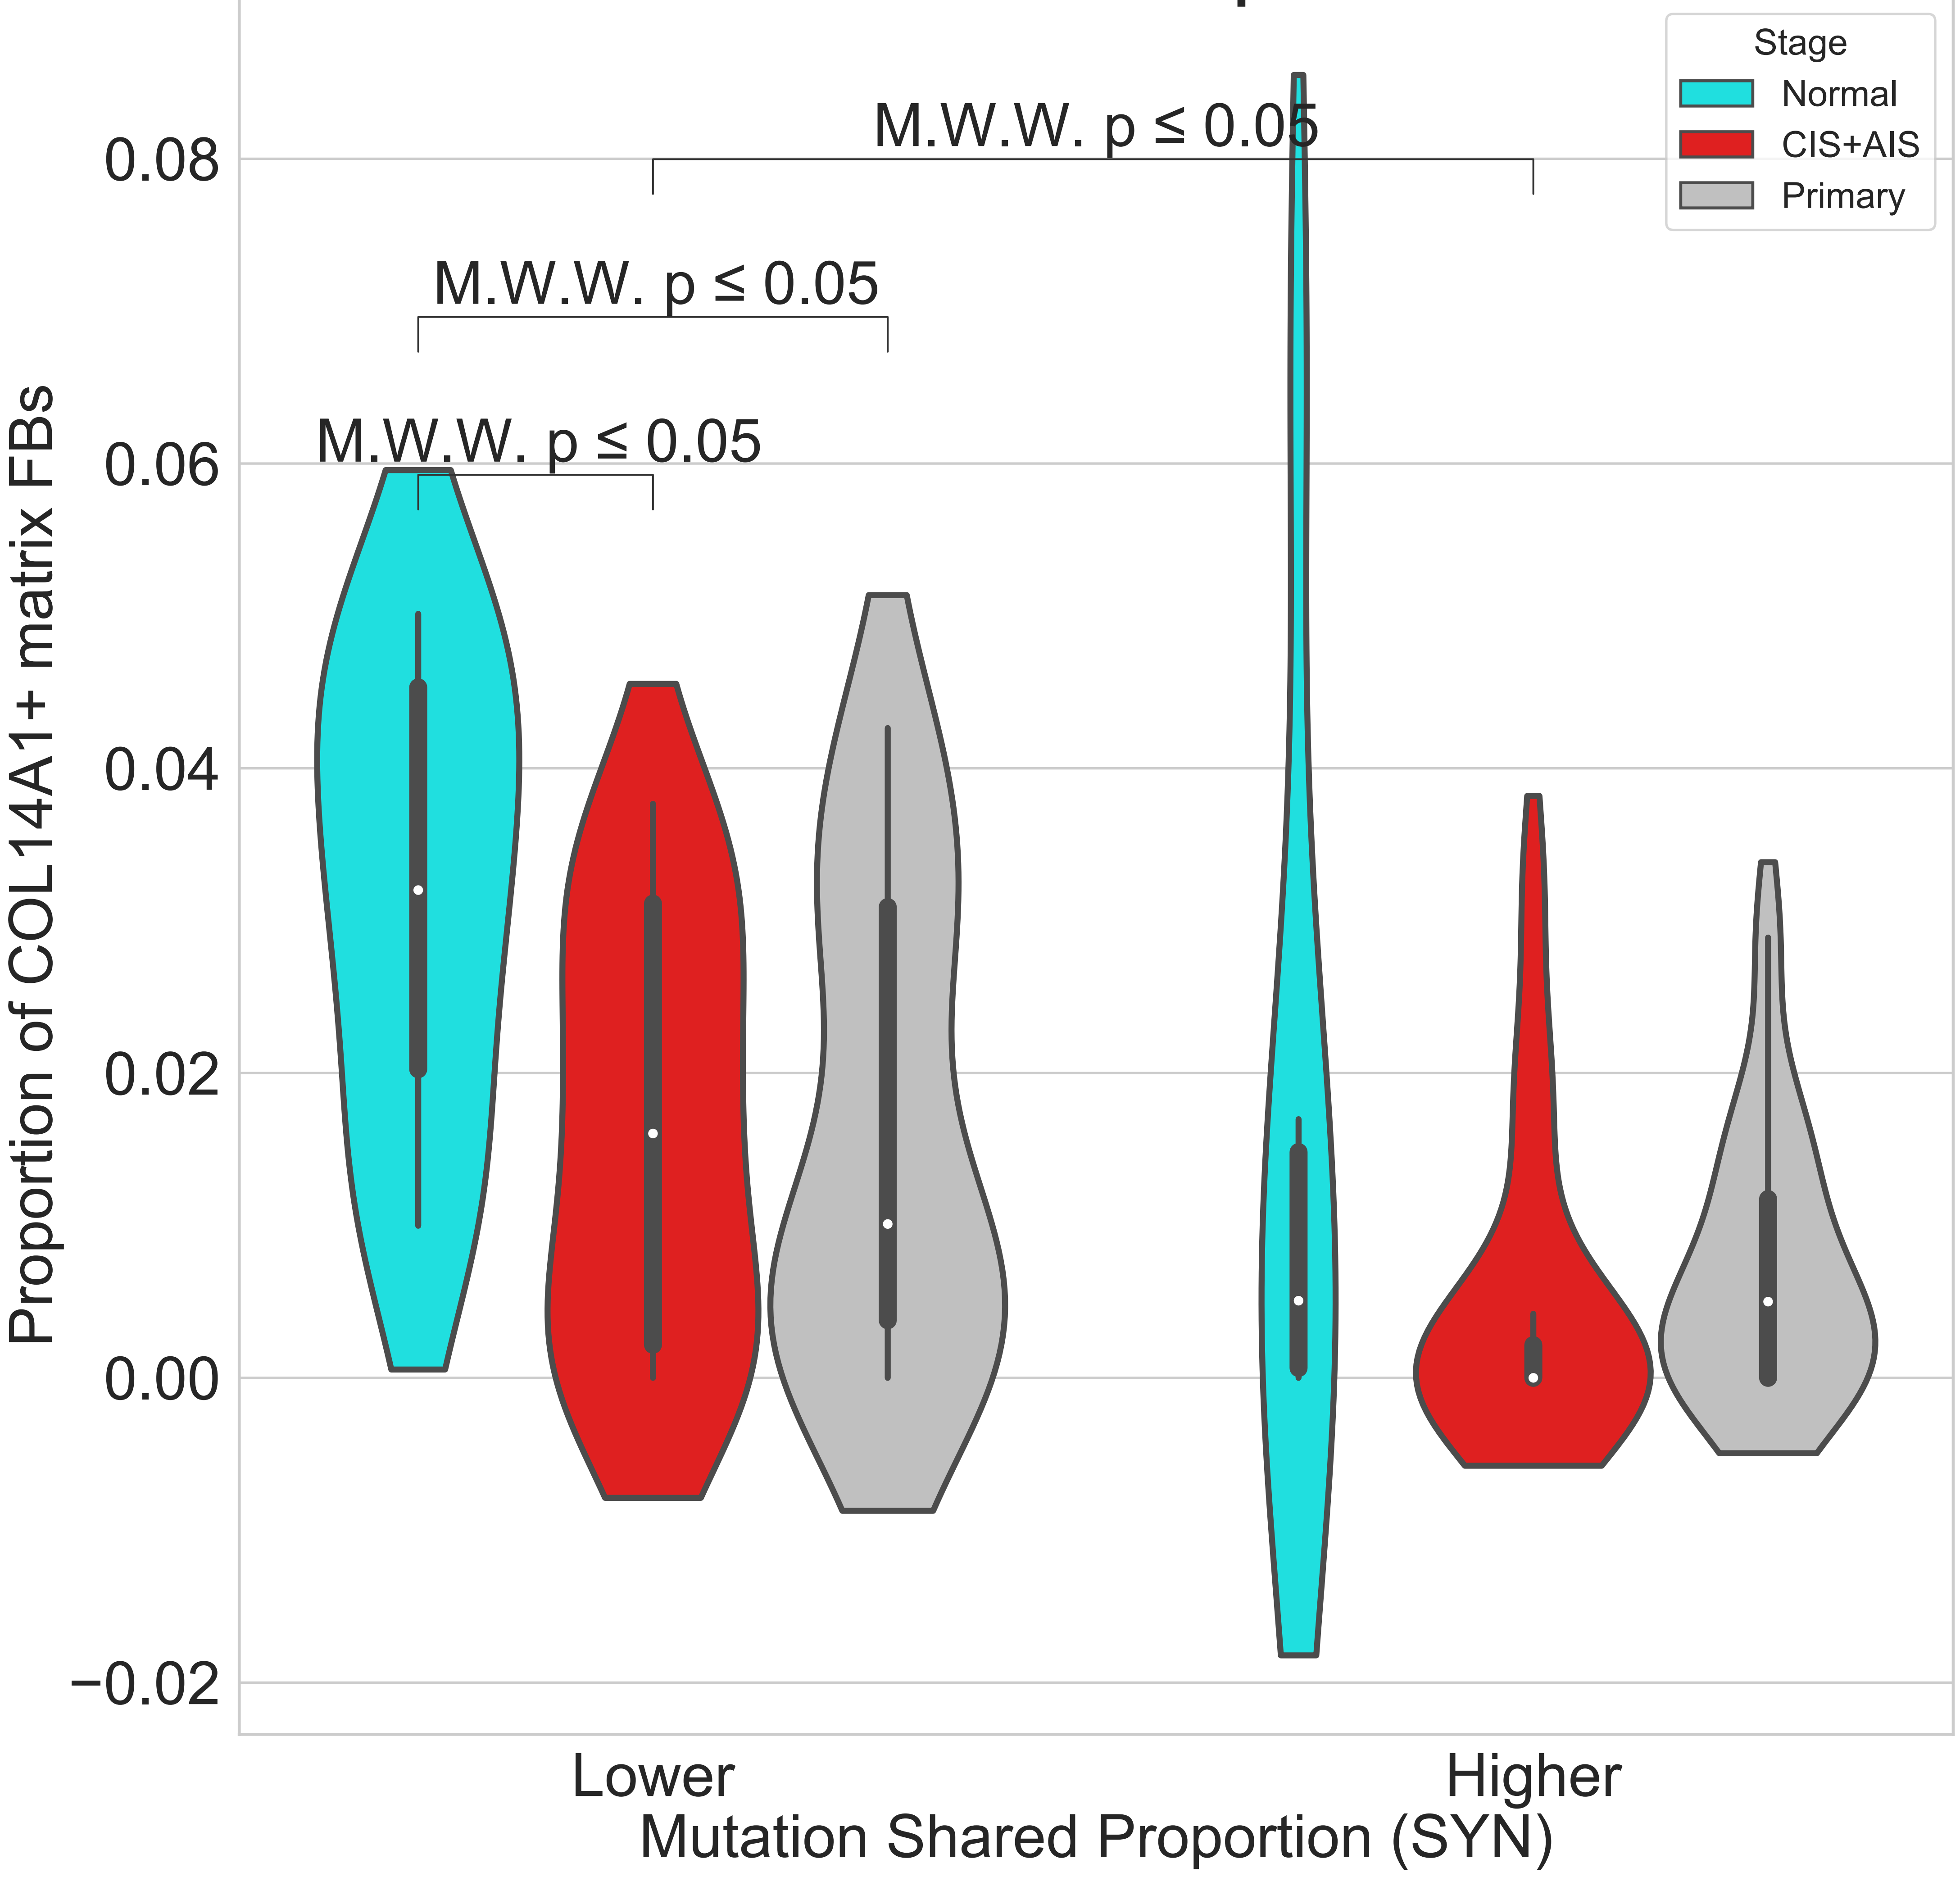 Stage
Normal
CIS+AIS
Primary
M.W.W. p ≤ 0.05
M.W.W. p ≤ 0.05
M.W.W. p ≤ 0.05
Proportion of COL14A1+ matrix FBs
0.08
0.06
0.04
0.02
0.00
−0.02
Lower
Higher
Mutation Shared Proportion (SYN)